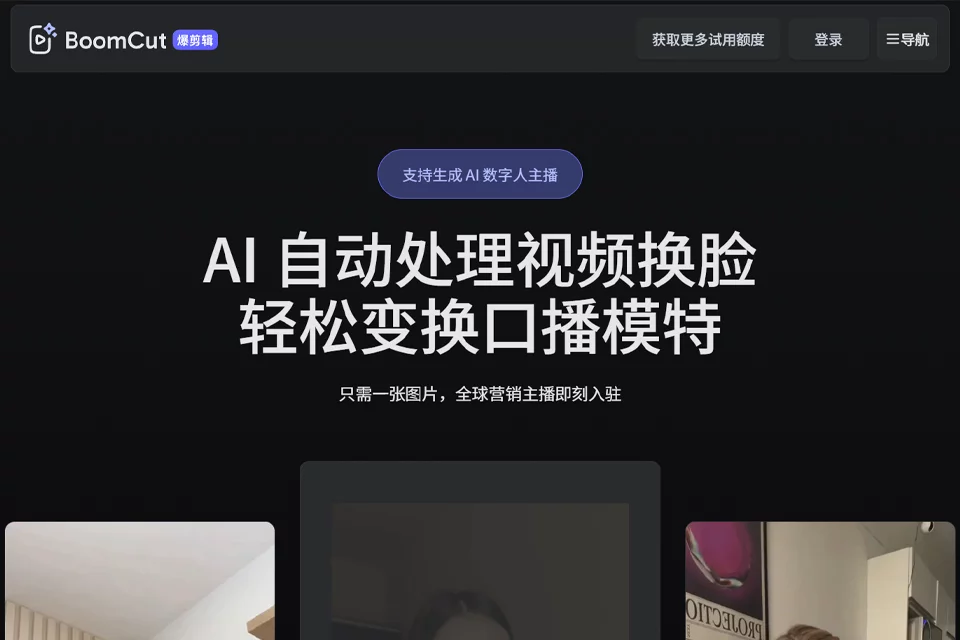 BoomCut 爆剪辑
获取更多试用额度
登录
☰导航
支持生成 AI 数字人主播
AI 自动处理视频换脸
轻松变换口播模特
只需一张图片，全球营销主播即刻入驻
PROJECTIO